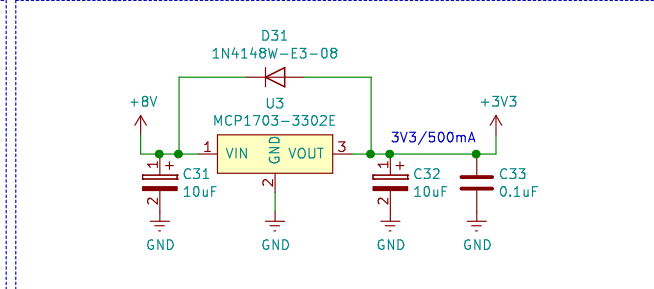 D31
1N4148W-E3-08
+8V
U3
MCP1703-3302E
+3V3
3V3/500mA
1 VIN GND VOUT 3
1 + C31 10uF 2
2
1 + C32 10uF 2
C33 0.1uF
GND GND GND GND